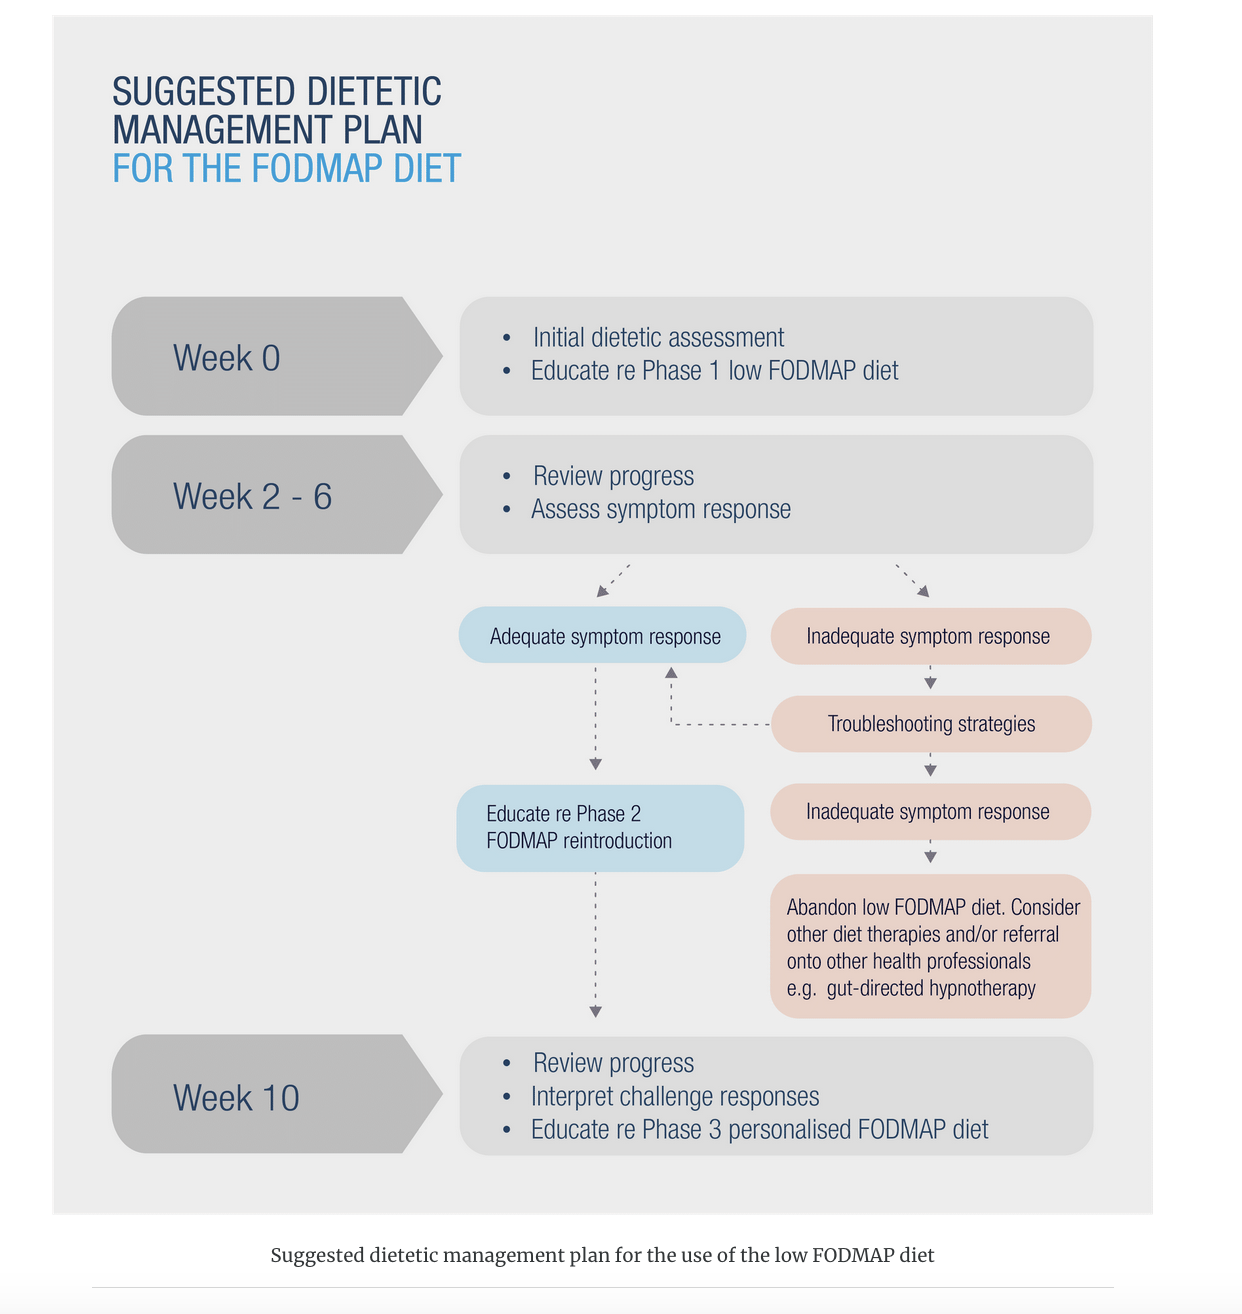 SUGGESTED DIETETIC
MANAGEMENT PLAN
FOR THE FODMAP DIET
Week 0
• Initial dietetic assessment
• Educate re Phase 1 low FODMAP diet
Week 2 - 6
• Review progress
• Assess symptom response
Adequate symptom response
Inadequate symptom response
Troubleshooting strategies
Educate re Phase 2
FODMAP reintroduction
Inadequate symptom response
Abandon low FODMAP diet. Consider
other diet therapies and/or referral
onto other health professionals
e.g. gut-directed hypnotherapy
Week 10
• Review progress
• Interpret challenge responses
• Educate re Phase 3 personalised FODMAP diet
Suggested dietetic management plan for the use of the low FODMAP diet